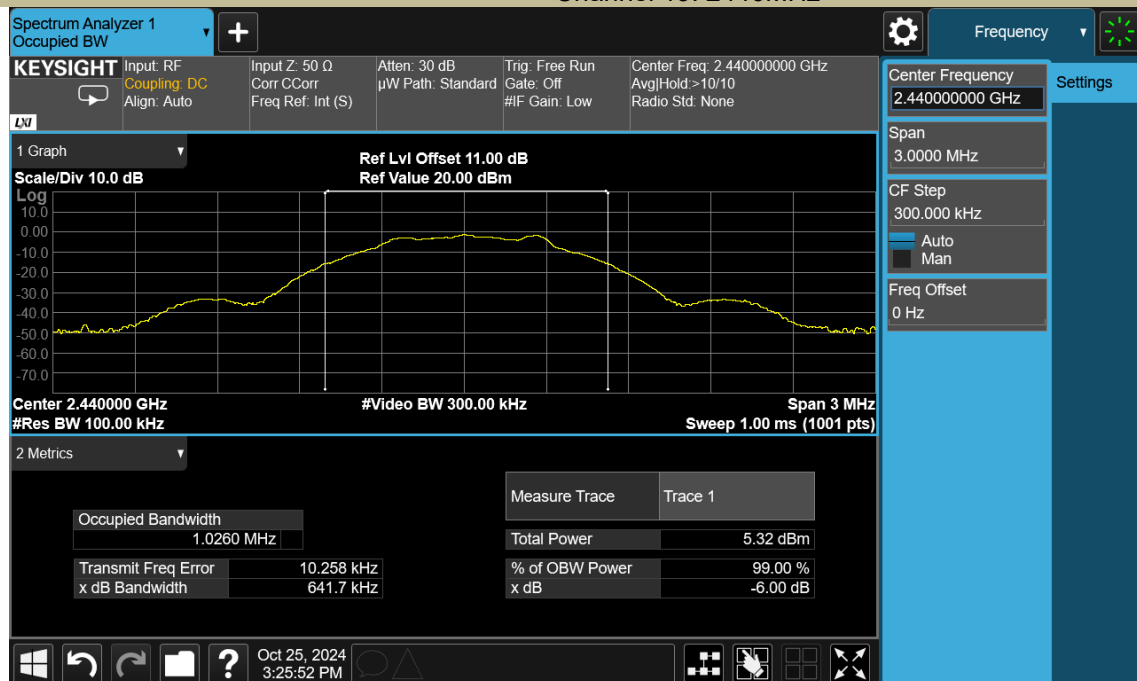 Spectrum Analyzer 1
Occupied BW
Frequency
KEYSIGHT
LXI
Input: RF
Coupling: DC
Align: Auto
Input Z: 50 Ω
Corr CCorr
Freq Ref: Int (S)
Atten: 30 dB
µW Path: Standard
Trig: Free Run
Gate: Off
#IF Gain: Low
Center Freq: 2.440000000 GHz
Avg|Hold:>10/10
Radio Std: None
Center Frequency
2.440000000 GHz
Settings
Span
3.0000 MHz
CF Step
300.000 kHz
Auto
Man
Freq Offset
0 Hz
1 Graph
Scale/Div 10.0 dB
Ref Lvl Offset 11.00 dB
Ref Value 20.00 dBm
Log
10.0
0.00
-10.0
-20.0
-30.0
-40.0
-50.0
-60.0
-70.0
Center 2.440000 GHz
#Res BW 100.00 kHz
#Video BW 300.00 kHz
Span 3 MHz
Sweep 1.00 ms (1001 pts)
2 Metrics
Measure Trace Trace 1
Occupied Bandwidth
1.0260 MHz
Total Power 5.32 dBm
Transmit Freq Error 10.258 kHz
% of OBW Power 99.00 %
x dB Bandwidth 641.7 kHz
x dB -6.00 dB
?
Oct 25, 2024
3:25:52 PM